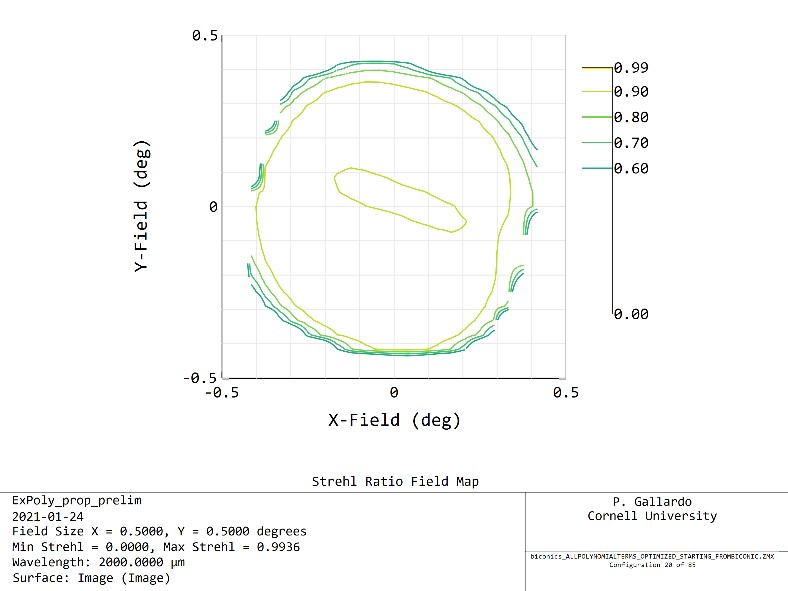 0.5
0
-0.5
Y-Field (deg)
-0.5
0
0.5
X-Field (deg)
0.99
0.90
0.80
0.70
0.60
0.00
Strehl Ratio Field Map
ExPoly_prop_prelim
2021-01-24
Field Size X = 0.5000, Y = 0.5000 degrees
Min Strehl = 0.0000, Max Strehl = 0.9936
Wavelength: 2000.0000 µm
Surface: Image (Image)
P. Gallardo
Cornell University
biconics_ALLPOLYNOMIALTERMS_OPTIMIZED_STARTING_FROMBICONIC.ZMX
Configuration 20 of 85